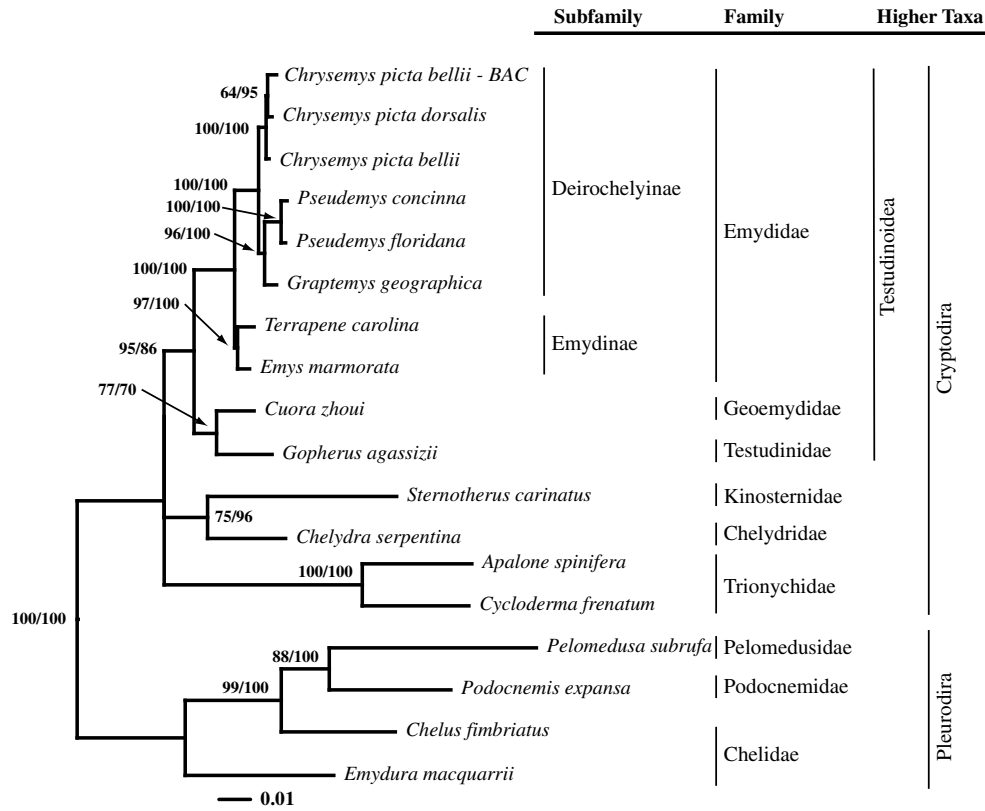 Subfamily Family Higher Taxa
Chrysemys picta bellii - BAC
64/95
Chrysemys picta dorsalis
100/100
Chrysemys picta bellii
100/100
Pseudemys concinna
100/100
Deirochelyinae
96/100
Pseudemys floridana
Emydidae
100/100
Graptemys geographica
Testudinoidea
97/100
Terrapene carolina
Emydinae
95/86
Emys marmorata
Cryptodira
77/70
Cuora zhoui Geoemydidae
Gopherus agassizii Testudinidae
Sternotherus carinatus Kinosternidae
75/96
Chelydra serpentina Chelydridae
Apalone spinifera
100/100
Trionychidae
Cycloderma frenatum
100/100
Pelomedusa subrufa Pelomedusidae
88/100
Podocnemis expansa Podocnemidae
99/100
Pleurodira
Chelus fimbriatus
Chelidae
Emydura macquarrii
0.01